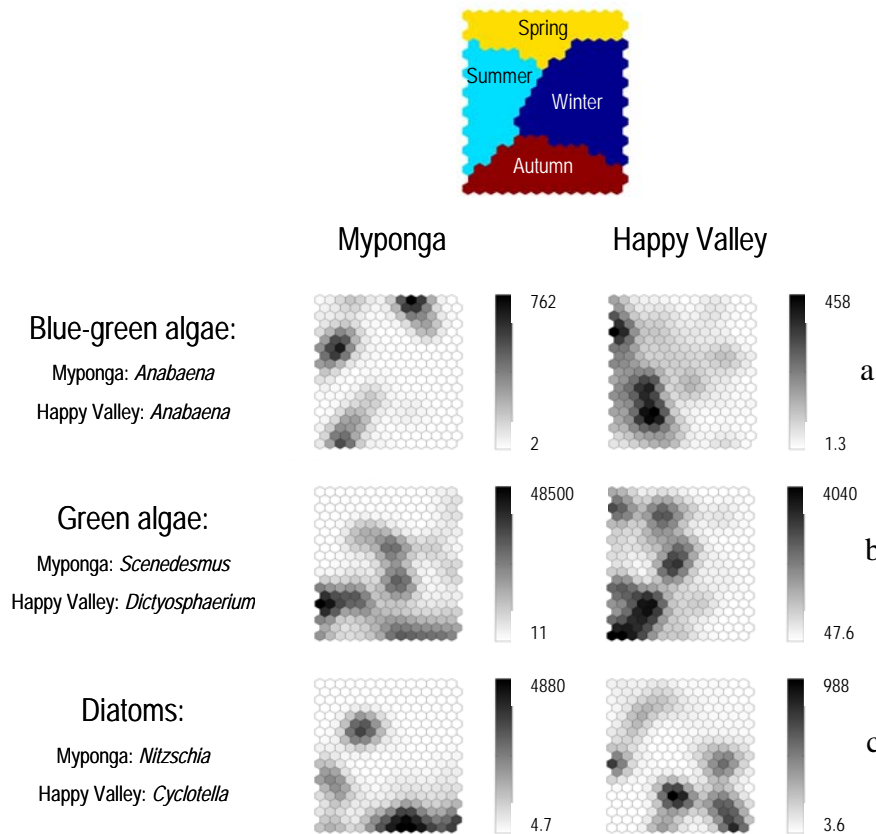 Spring
Summer
Winter
Autumn
Myponga Happy Valley
Blue-green algae:
Myponga: Anabaena
Happy Valley: Anabaena
762
2
458
1.3
a
Green algae:
Myponga: Scenedesmus
Happy Valley: Dictyosphaerium
48500
11
4040
47.6
b
Diatoms:
Myponga: Nitzschia
Happy Valley: Cyclotella
4880
4.7
988
3.6
c